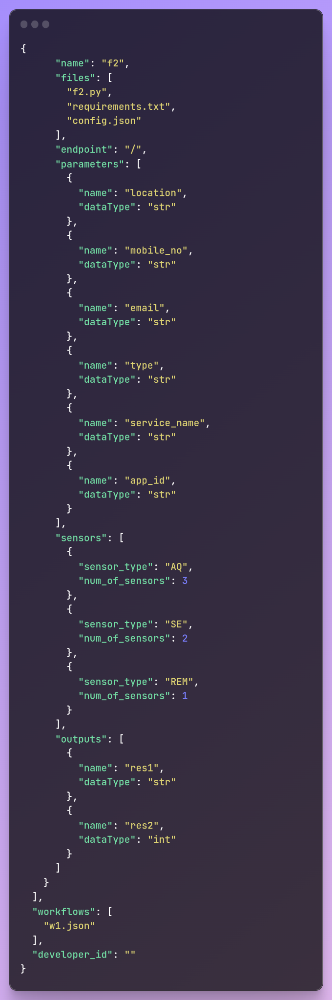 {
      "name": "f2",
      "files": [
        "f2.py",
        "requirements.txt",
        "config.json"
      ],
      "endpoint": "/",
      "parameters": [
        {
          "name": "location",
          "dataType": "str"
        },
        {
          "name": "mobile_no",
          "dataType": "str"
        },
        {
          "name": "email",
          "dataType": "str"
        },
        {
          "name": "type",
          "dataType": "str"
        },
        {
          "name": "service_name",
          "dataType": "str"
        },
        {
          "name": "app_id",
          "dataType": "str"
        }
      ],
      "sensors": [
        {
          "sensor_type": "AQ",
          "num_of_sensors": 3
        },
        {
          "sensor_type": "SE",
          "num_of_sensors": 2
        },
        {
          "sensor_type": "REM",
          "num_of_sensors": 1
        }
      ],
      "outputs": [
        {
          "name": "res1",
          "dataType": "str"
        },
        {
          "name": "res2",
          "dataType": "int"
        }
      ]
    }
  ],
  "workflows": [
    "w1.json"
  ],
  "developer_id": ""
}